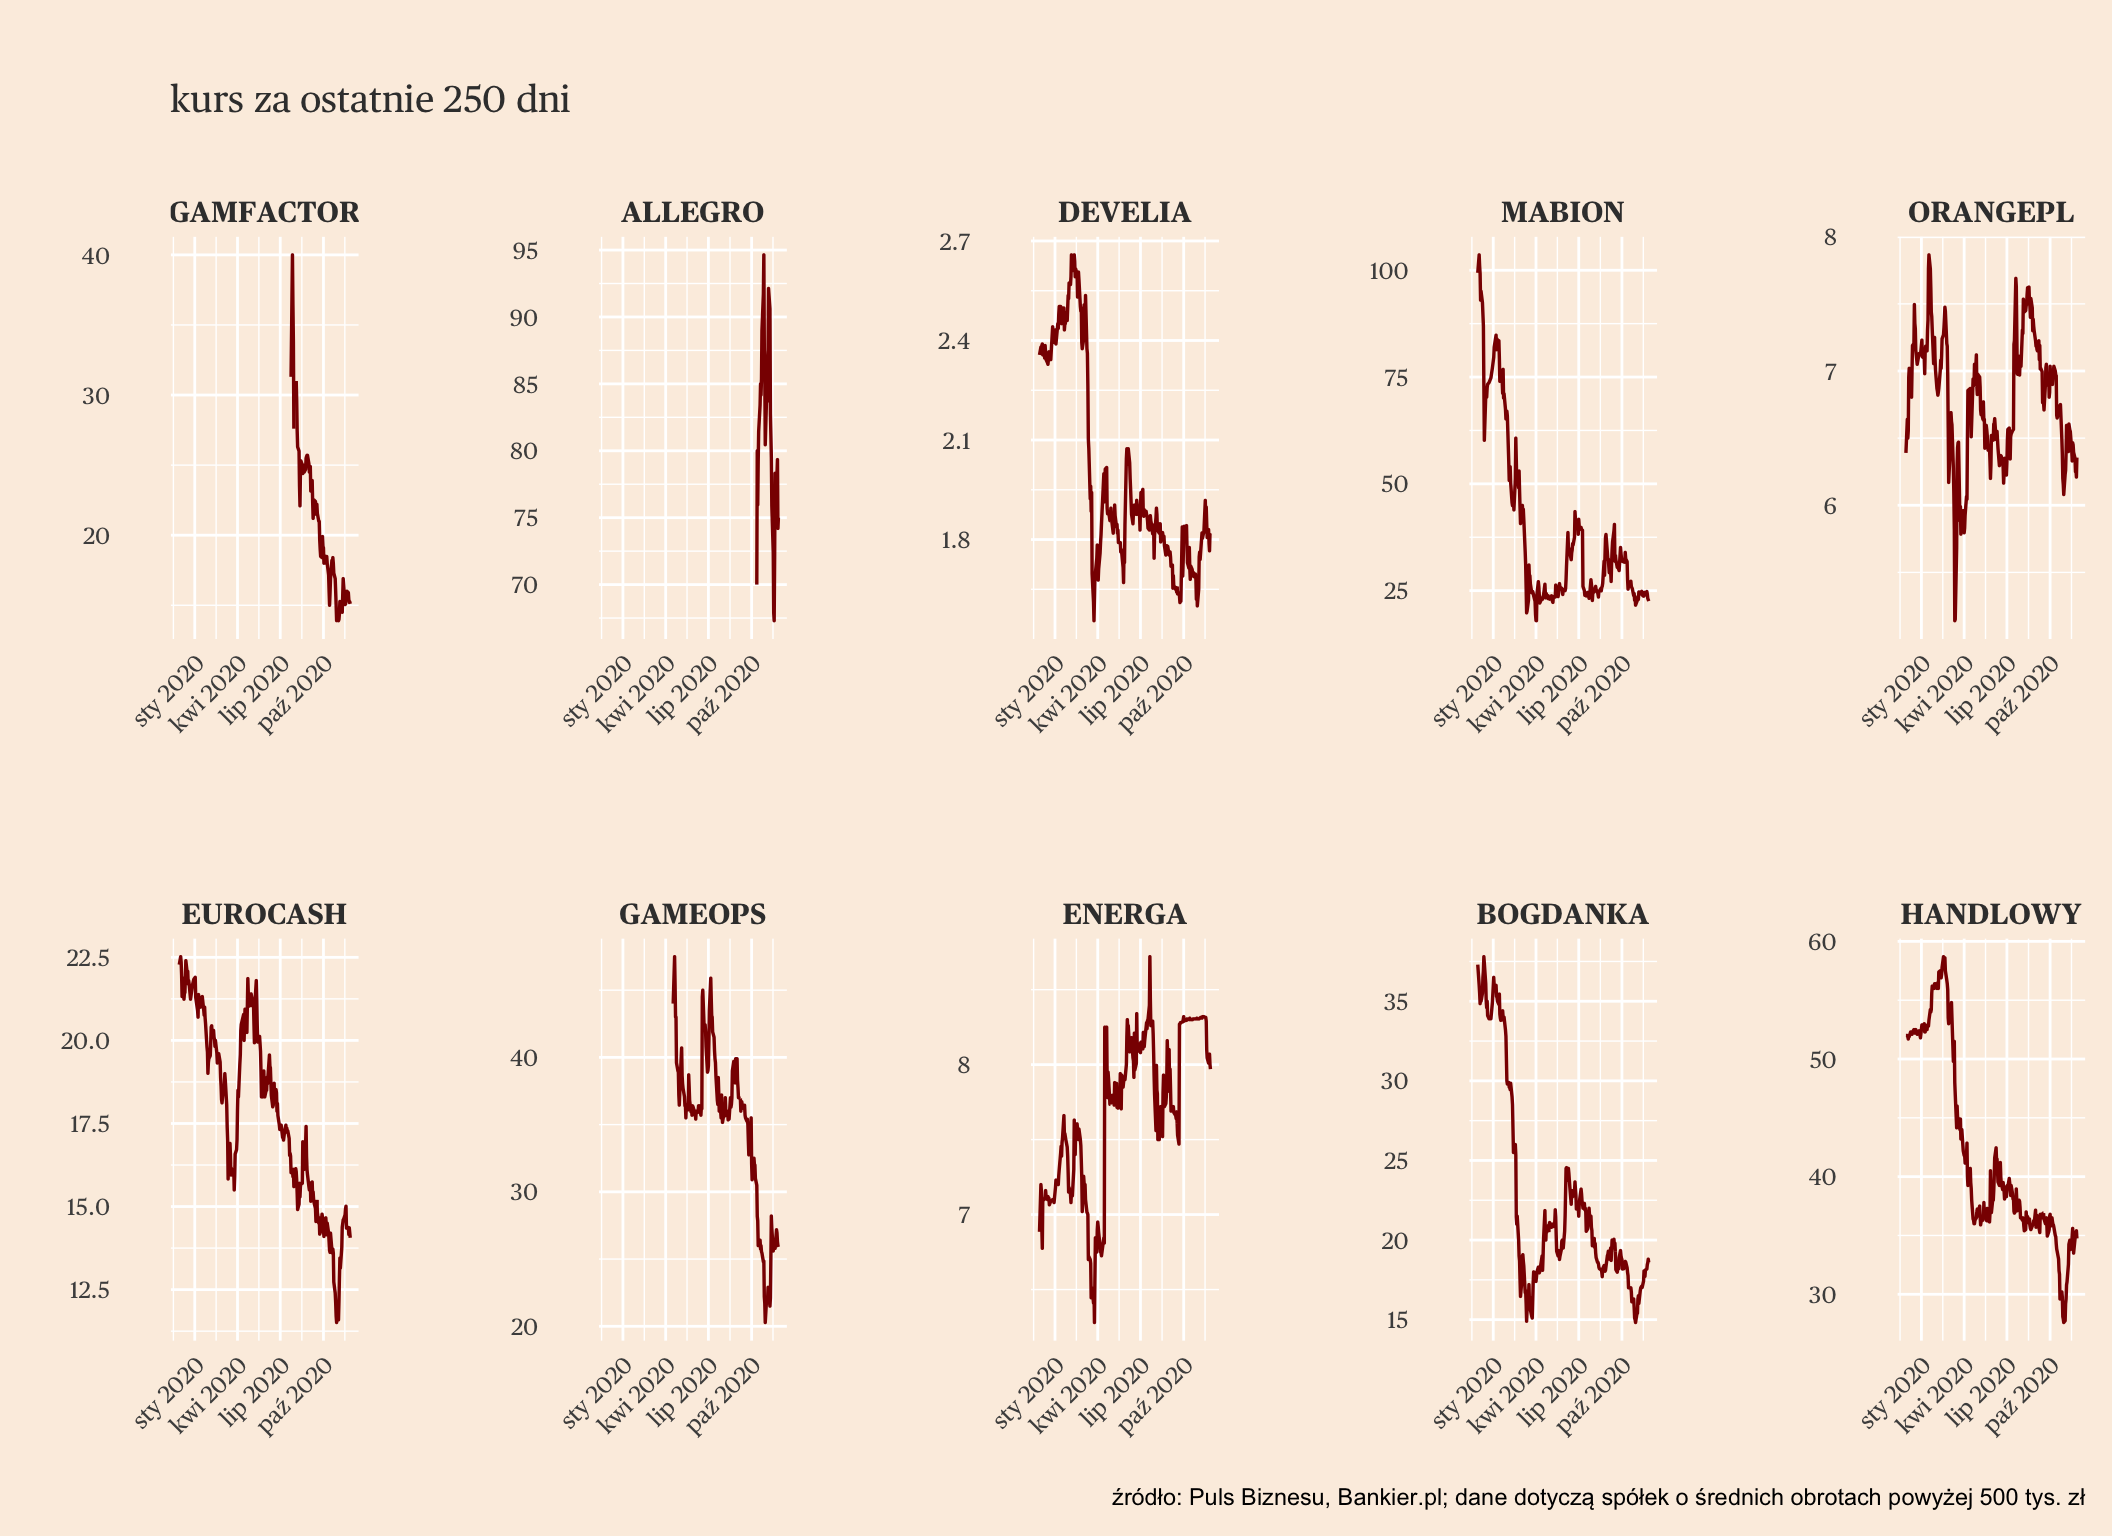 kurs za ostatnie 250 dni
GAMFACTOR
40
30
20
sty 2020
kwi 2020
lip 2020
paź 2020
ALLEGRO
95
90
85
80
75
70
sty 2020
kwi 2020
lip 2020
paź 2020
DEVELIA
2.7
2.4
2.1
1.8
sty 2020
kwi 2020
lip 2020
paź 2020
MABION
100
75
50
25
sty 2020
kwi 2020
lip 2020
paź 2020
ORANGEPL
8
7
6
sty 2020
kwi 2020
lip 2020
paź 2020
EUROCASH
22.5
20.0
17.5
15.0
12.5
sty 2020
kwi 2020
lip 2020
paź 2020
GAMEOPS
40
30
20
sty 2020
kwi 2020
lip 2020
paź 2020
ENERGA
8
7
sty 2020
kwi 2020
lip 2020
paź 2020
BOGDANKA
35
30
25
20
15
sty 2020
kwi 2020
lip 2020
paź 2020
HANDLOWY
60
50
40
30
sty 2020
kwi 2020
lip 2020
paź 2020
źródło: Puls Biznesu, Bankier.pl; dane dotyczą spółek o średnich obrotach powyżej 500 tys. zł